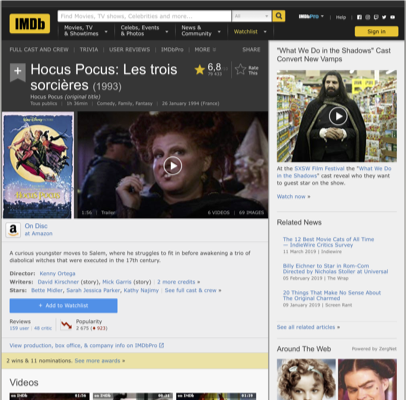 IMDb
Find Movies, TV shows, Celebrities and more...
All
Movies, TV & Showtimes
Celebs, Events & Photos
News & Community
Watchlist
IMDbPro
Help
Sign in
FULL CAST AND CREW | TRIVIA | USER REVIEWS | IMDbPro | MORE
SHARE
Hocus Pocus: Les trois sorcières (1993)
Hocus Pocus (original title)
Tous publics | 1h 36min | Comedy, Family, Fantasy | 26 January 1994 (France)
6,8
Rate This
1:56 | Trailer
6 VIDEOS | 69 IMAGES
On Disc
at Amazon
A curious youngster moves to Salem, where he struggles to fit in before awakening a trio of
diabolical witches that were executed in the 17th century.
Director: Kenny Ortega
Writers: David Kirschner (story), Mick Garris (story) | 2 more credits »
Stars: Bette Midler, Sarah Jessica Parker, Kathy Najimy | See full cast & crew »
+ Add to Watchlist
Reviews
159 user | 48 critic
Popularity
2 675 ( 923)
View production, box office, & company info on IMDbPro
2 wins & 11 nominations. See more awards »
Videos
"What We Do in the Shadows" Cast
Convert New Vamps
At the SXSW Film Festival the "What We
Do in the Shadows" cast reveal who they want
to guest star on the show.
Watch now »
Related News
The 12 Best Movie Cats of All Time
— IndieWire Critics Survey
11 March 2019 | Indiewire
Billy Eichner to Star in Rom-Com
Directed by Nicholas Stoller at Universal
05 February 2019 | The Wrap
20 Things That Make No Sense About
The Original Charmed
09 January 2019 | Screen Rant
See all related articles »
Around The Web
Powered by ZergNet